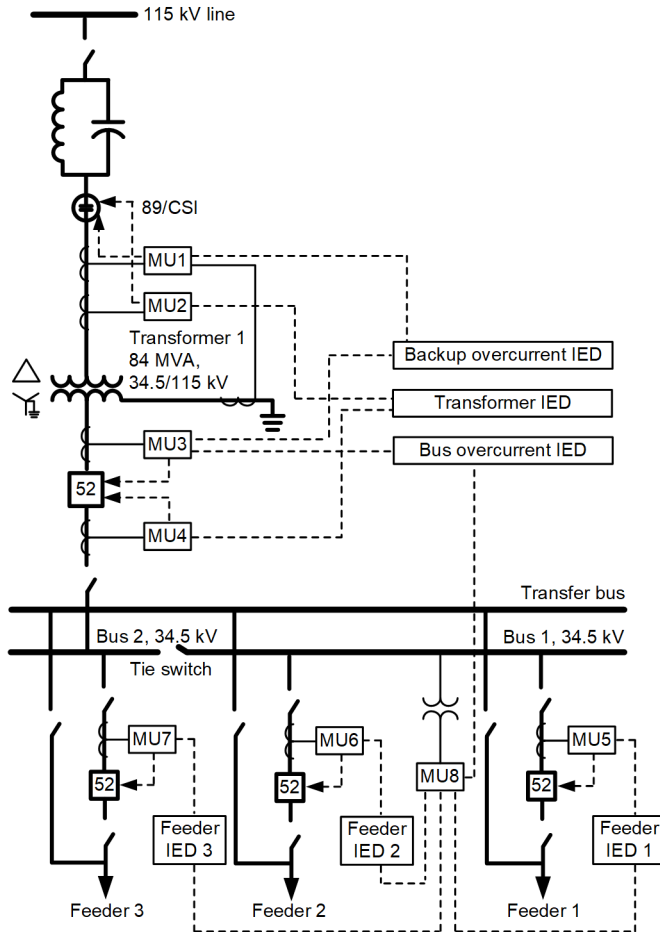 115 kV line
89/CSI
MU1
MU2
Transformer 1
84 MVA,
34.5/115 kV
Backup overcurrent IED
Transformer IED
MU3
Bus overcurrent IED
52
MU4
Transfer bus
Bus 2, 34.5 kV
Bus 1, 34.5 kV
Tie switch
MU7
MU6
MU5
MU8
52
52
52
Feeder
IED 3
Feeder
IED 2
Feeder
IED 1
Feeder 3
Feeder 2
Feeder 1